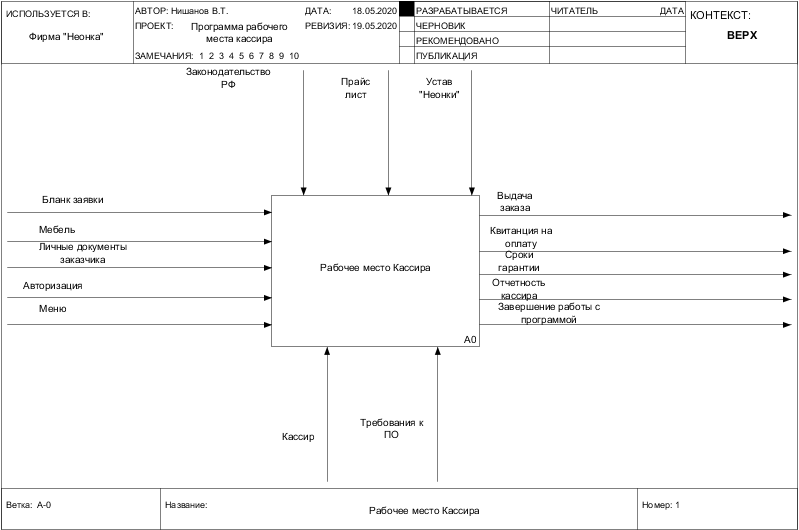 ИСПОЛЬЗУЕТСЯ В:
Фирма "Неонка"
АВТОР: Нишанов В.Т.
ДАТА: 18.05.2020
ПРОЕКТ: Программа рабочего
места кассира
РЕВИЗИЯ: 19.05.2020
ЗАМЕЧАНИЯ: 1 2 3 4 5 6 7 8 9 10
РАЗРАБАТЫВАЕТСЯ
ЧЕРНОВИК
РЕКОМЕНДОВАНО
ПУБЛИКАЦИЯ
ЧИТАТЕЛЬ ДАТА
КОНТЕКСТ:
ВЕРХ
Законодательство
РФ
Прайс
лист
Устав
"Неонки"
Бланк заявки
Мебель
Личные документы
заказчика
Авторизация
Меню
Рабочее место Кассира
А0
Выдача
заказа
Квитанция на
оплату
Сроки
гарантии
Отчетность
кассира
Завершение работы с
программой
Кассир
Требования к
ПО
Ветка: А-0
Название:
Рабочее место Кассира
Номер: 1